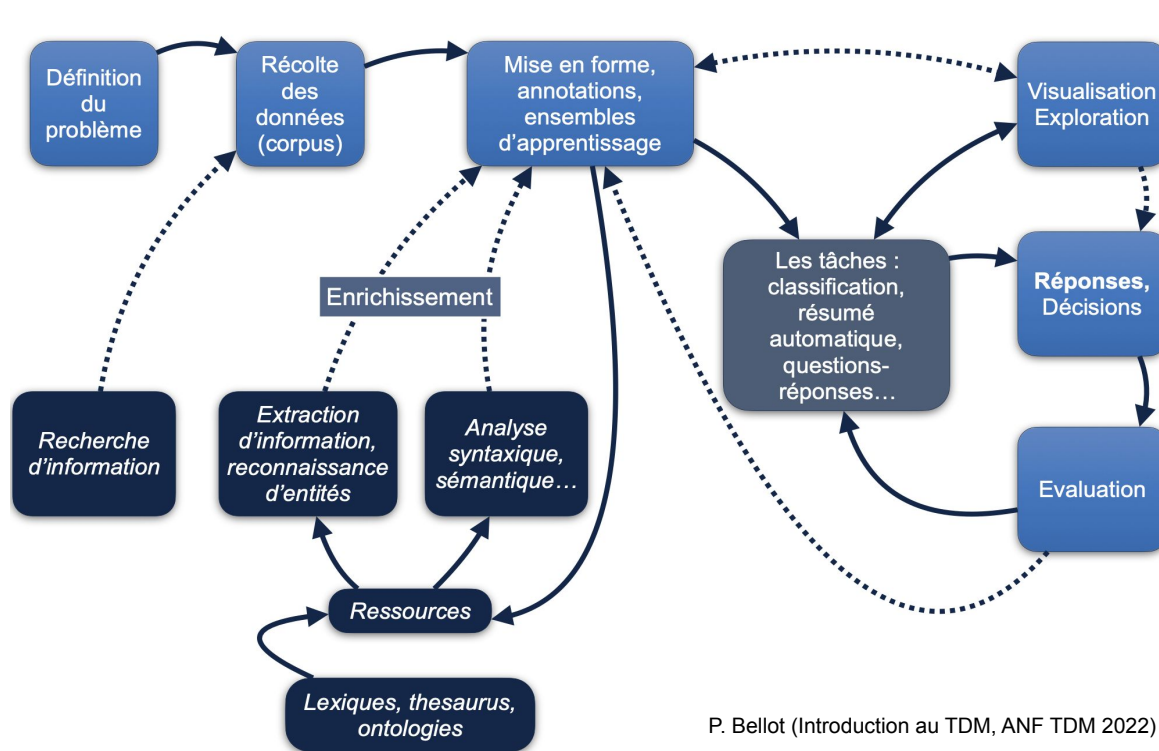 Définition
du
problème
Récolte
des
données
(corpus)
Mise en forme,
annotations,
ensembles
d'apprentissage
Visualisation
Exploration
Les tâches :
classification,
résumé
automatique,
questions-
réponses…
Réponses,
Décisions
Enrichissement
Recherche
d'information
Extraction
d'information,
reconnaissance
d'entités
Analyse
syntaxique,
sémantique…
Evaluation
Ressources
Lexiques, thesaurus,
ontologies
P. Bellot (Introduction au TDM, ANF TDM 2022)